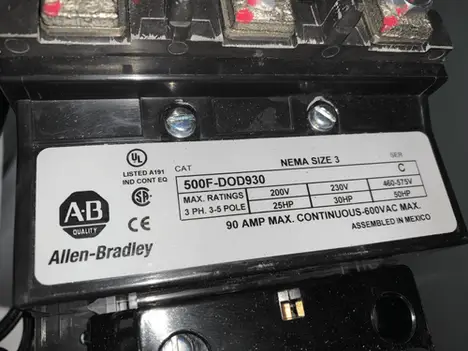 UL
LISTED A191
IND CONT EQ
CAT NEMA SIZE 3 SER
500F-DOD930 C
MAX. RATINGS 200V 230V 460-575V
3 PH. 3-5 POLE 25HP 30HP 50HP
90 AMP MAX. CONTINUOUS-600VAC MAX.
ASSEMBLED IN MEXICO
A-B
QUALITY
SA
CE
Allen-Bradley